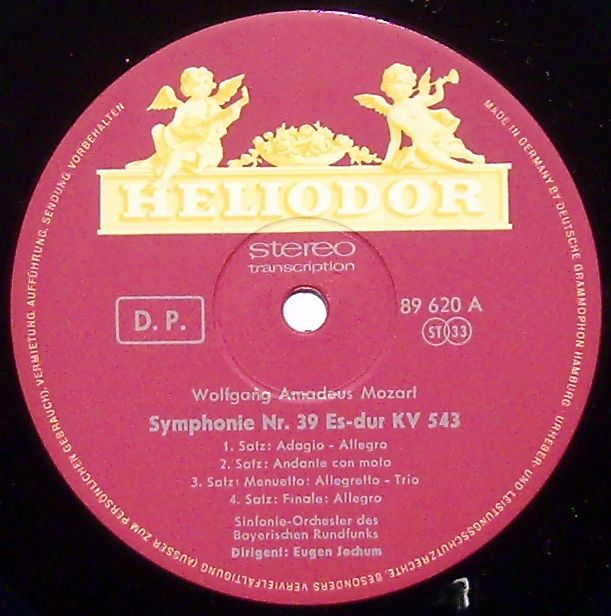 HELIODOR
stereo
transcription
D. P.
89 620 A
ST 33
Wolfgang Amadeus Mozart
Symphonie Nr. 39 Es-dur KV 543
1. Satz: Adagio - Allegro
2. Satz: Andante con moto
3. Satz: Menuetto: Allegretto - Trio
4. Satz: Finale: Allegro
Sinfonie-Orchester des
Bayerischen Rundfunks
Dirigent: Eugen Jochum
MADE IN GERMANY BY DEUTSCHE GRAMMOPHON HAMBURG. URHEBER- UND LEISTUNGSSCHUTZRECHTE, BESONDERS VERVIELFÄLTIGUNG (AUSSER ZUM PERSÖNLICHEN GEBRAUCH), VERMIETUNG, AUFFÜHRUNG, SENDUNG VORBEHALTEN